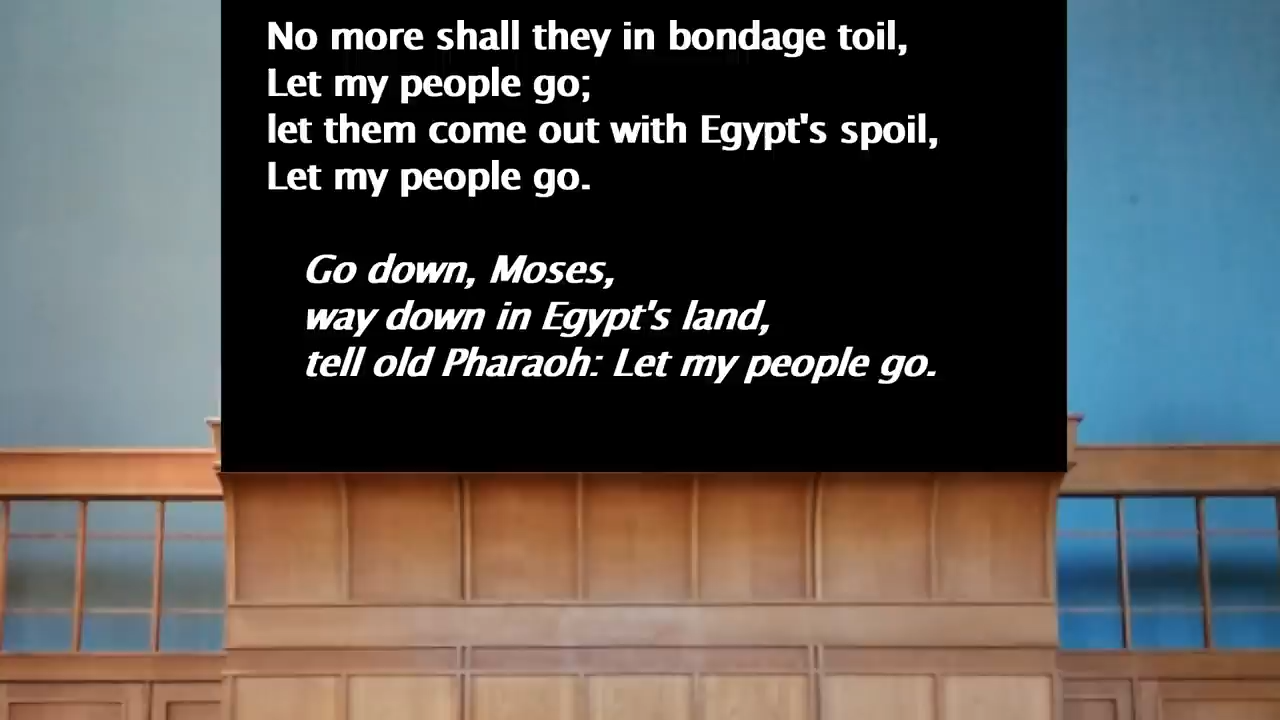 No more shall they in bondage toil,
Let my people go;
let them come out with Egypt's spoil,
Let my people go.
Go down, Moses,
way down in Egypt's land,
tell old Pharaoh: Let my people go.